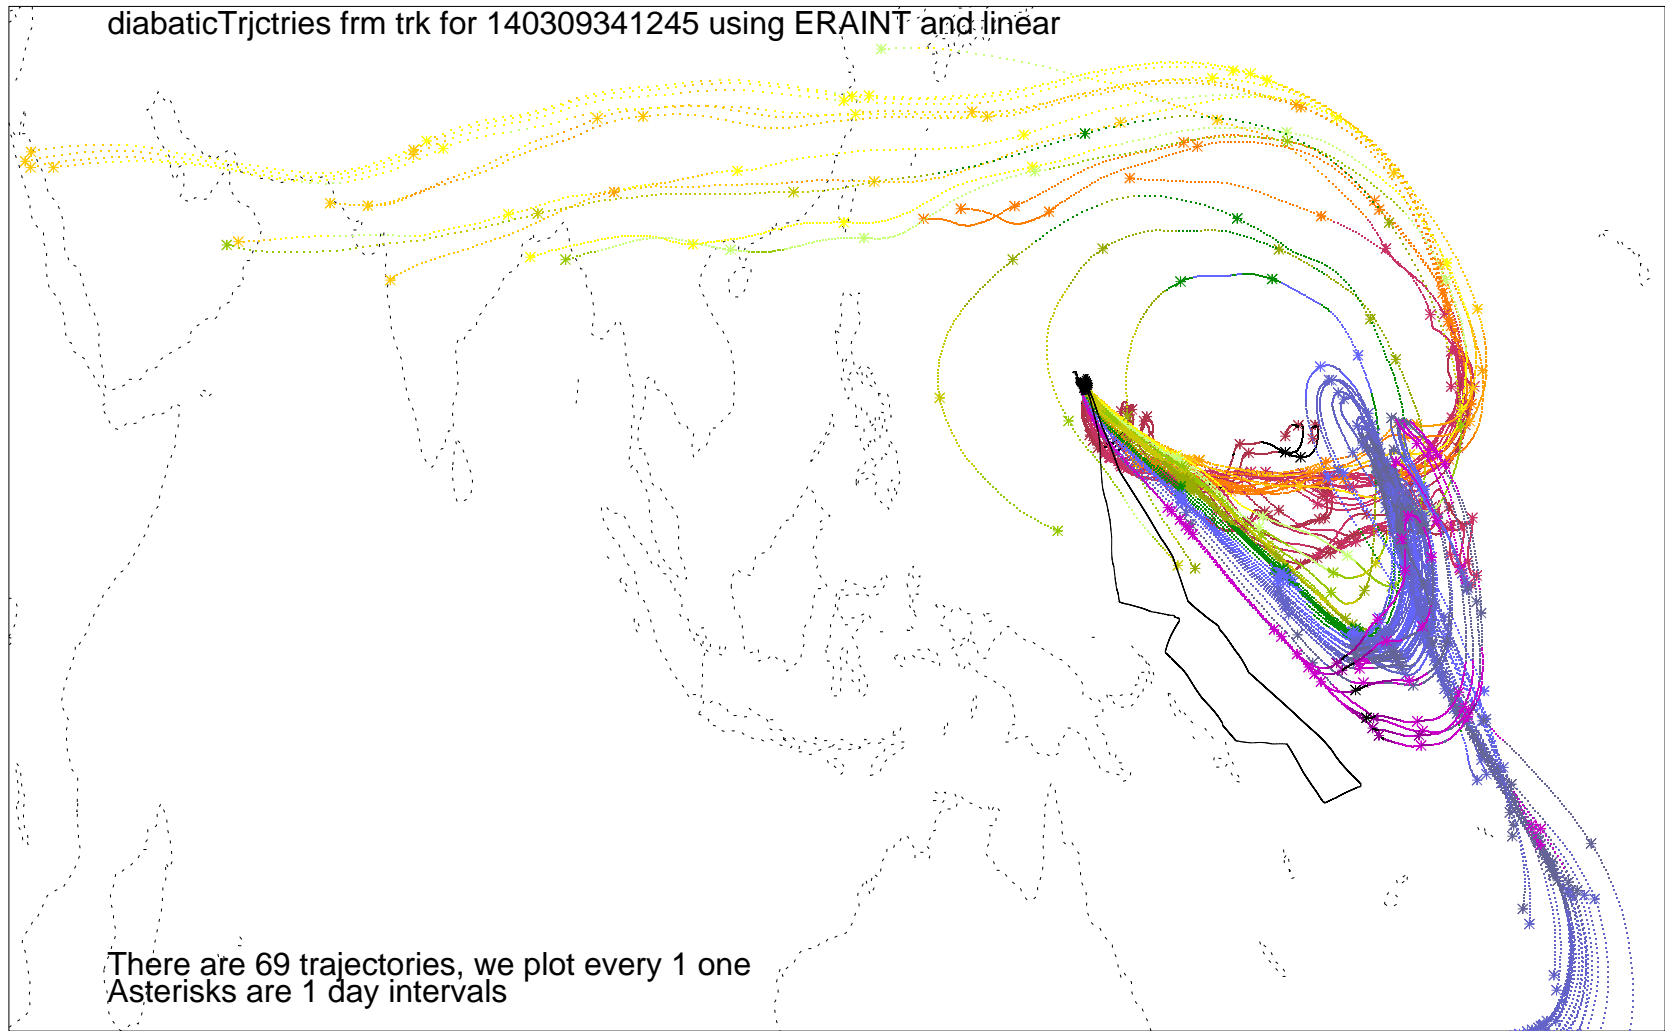 diabaticTrjctries frm trk for 140309341245 using ERAINT and linear
There are 69 trajectories, we plot every 1 one
Asterisks are 1 day intervals